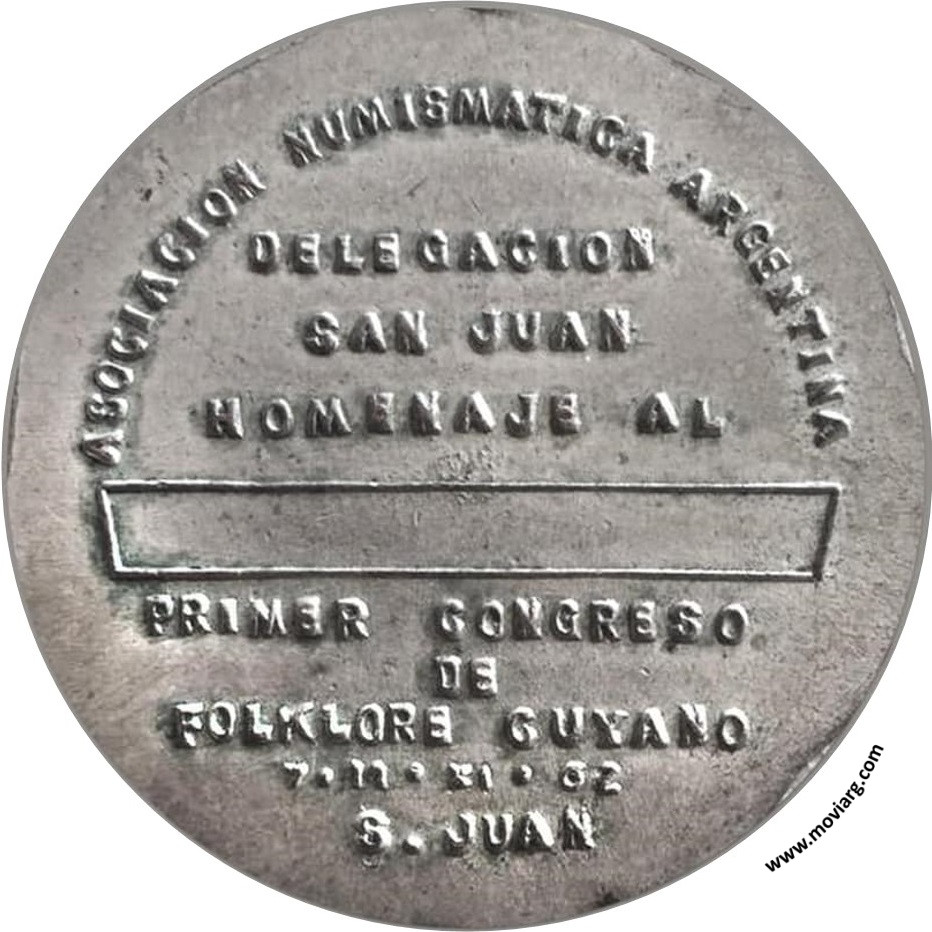 ASOCIACION NUMISMATICA ARGENTINA
DELEGACION
SAN JUAN
HOMENAJE AL
PRIMER CONGRESO
DE
FOLKLORE CUYANO
7•11•XI•62
S. JUAN
www.moviarg.com